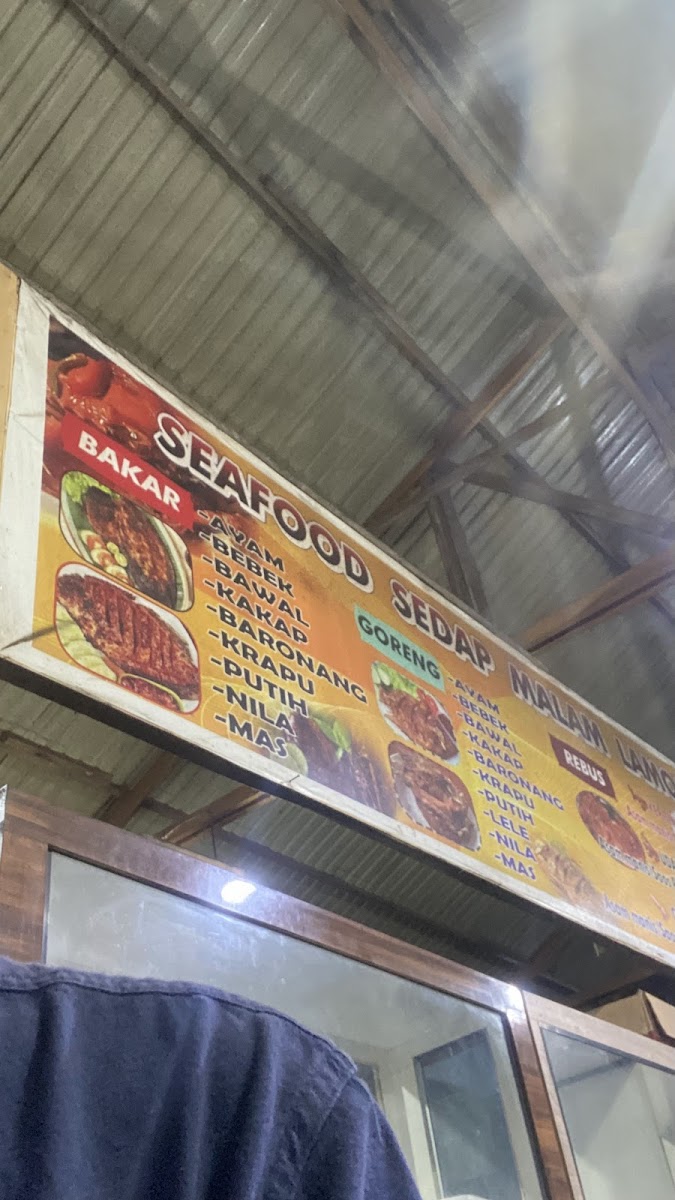 SEAFOOD SEDAP MALAM
BAKAR
-AYAM
-BEBEK
-BAWAL
-KAKAP
-BARONANG
-KRAPU
-PUTIH
-NILA
-MAS
GORENG
-AYAM
-BEBEK
-BAWAL
-KAKAP
-BARONANG
-KRAPU
-PUTIH
-LELE
-NILA
-MAS
REBUS